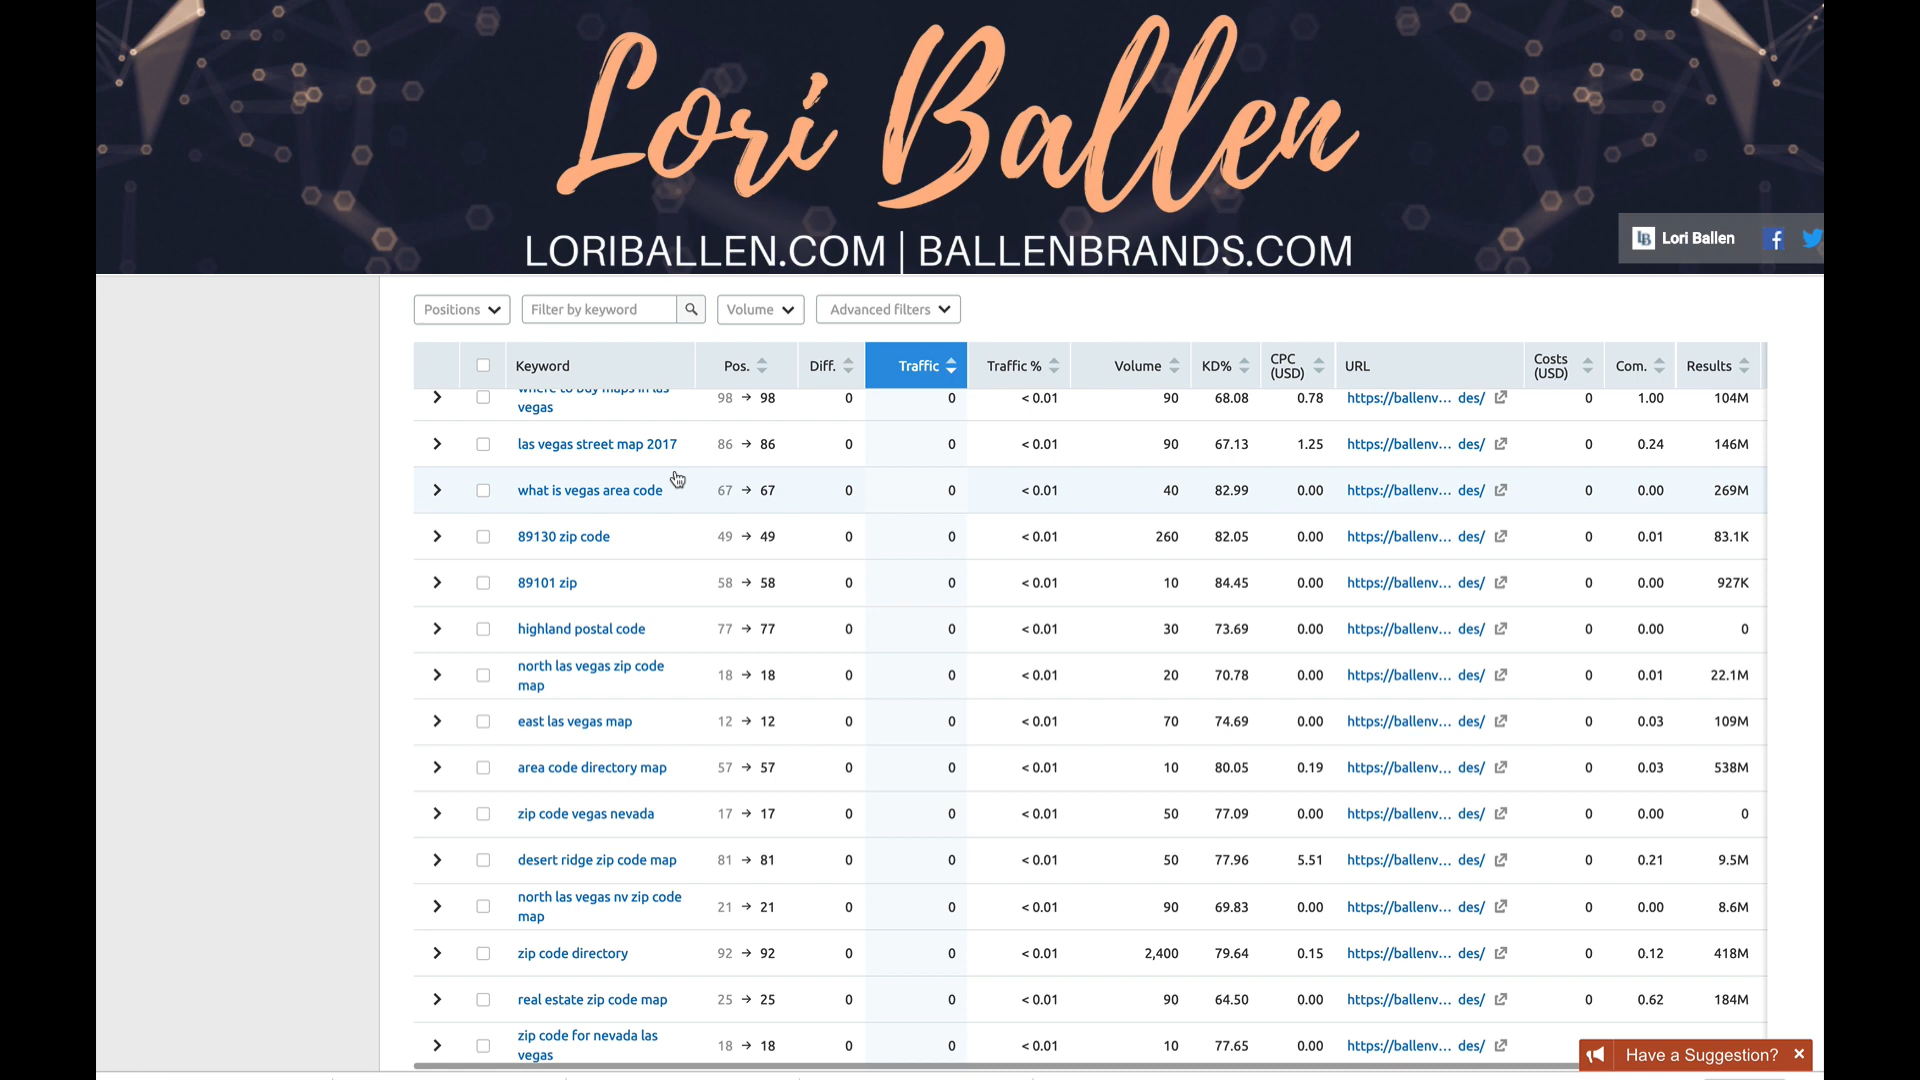 Lori Ballen
LORIBALLEN.COM | BALLENBRANDS.COM
LB Lori Ballen
Positions Filter by keyword Volume Advanced filters
Keyword Pos. Diff. Traffic Traffic % Volume KD% CPC (USD) URL Costs (USD) Com. Results
where to buy maps in las
vegas 98 → 98 0 0 < 0.01 90 68.08 0.78 https://ballenv... des/ 0 1.00 104M
las vegas street map 2017 86 → 86 0 0 < 0.01 90 67.13 1.25 https://ballenv... des/ 0 0.24 146M
what is vegas area code 67 → 67 0 0 < 0.01 40 82.99 0.00 https://ballenv... des/ 0 0.00 269M
89130 zip code 49 → 49 0 0 < 0.01 260 82.05 0.00 https://ballenv... des/ 0 0.01 83.1K
89101 zip 58 → 58 0 0 < 0.01 10 84.45 0.00 https://ballenv... des/ 0 0.00 927K
highland postal code 77 → 77 0 0 < 0.01 30 73.69 0.00 https://ballenv... des/ 0 0.00 0
north las vegas zip code
map 18 → 18 0 0 < 0.01 20 70.78 0.00 https://ballenv... des/ 0 0.01 22.1M
east las vegas map 12 → 12 0 0 < 0.01 70 74.69 0.00 https://ballenv... des/ 0 0.03 109M
area code directory map 57 → 57 0 0 < 0.01 10 80.05 0.19 https://ballenv... des/ 0 0.03 538M
zip code vegas nevada 17 → 17 0 0 < 0.01 50 77.09 0.00 https://ballenv... des/ 0 0.00 0
desert ridge zip code map 81 → 81 0 0 < 0.01 50 77.96 5.51 https://ballenv... des/ 0 0.21 9.5M
north las vegas nv zip code
map 21 → 21 0 0 < 0.01 90 69.83 0.00 https://ballenv... des/ 0 0.00 8.6M
zip code directory 92 → 92 0 0 < 0.01 2,400 79.64 0.15 https://ballenv... des/ 0 0.12 418M
real estate zip code map 25 → 25 0 0 < 0.01 90 64.50 0.00 https://ballenv... des/ 0 0.62 184M
zip code for nevada las
vegas 18 → 18 0 0 < 0.01 10 77.65 0.00 https://ballenv... des/
Have a Suggestion? ×